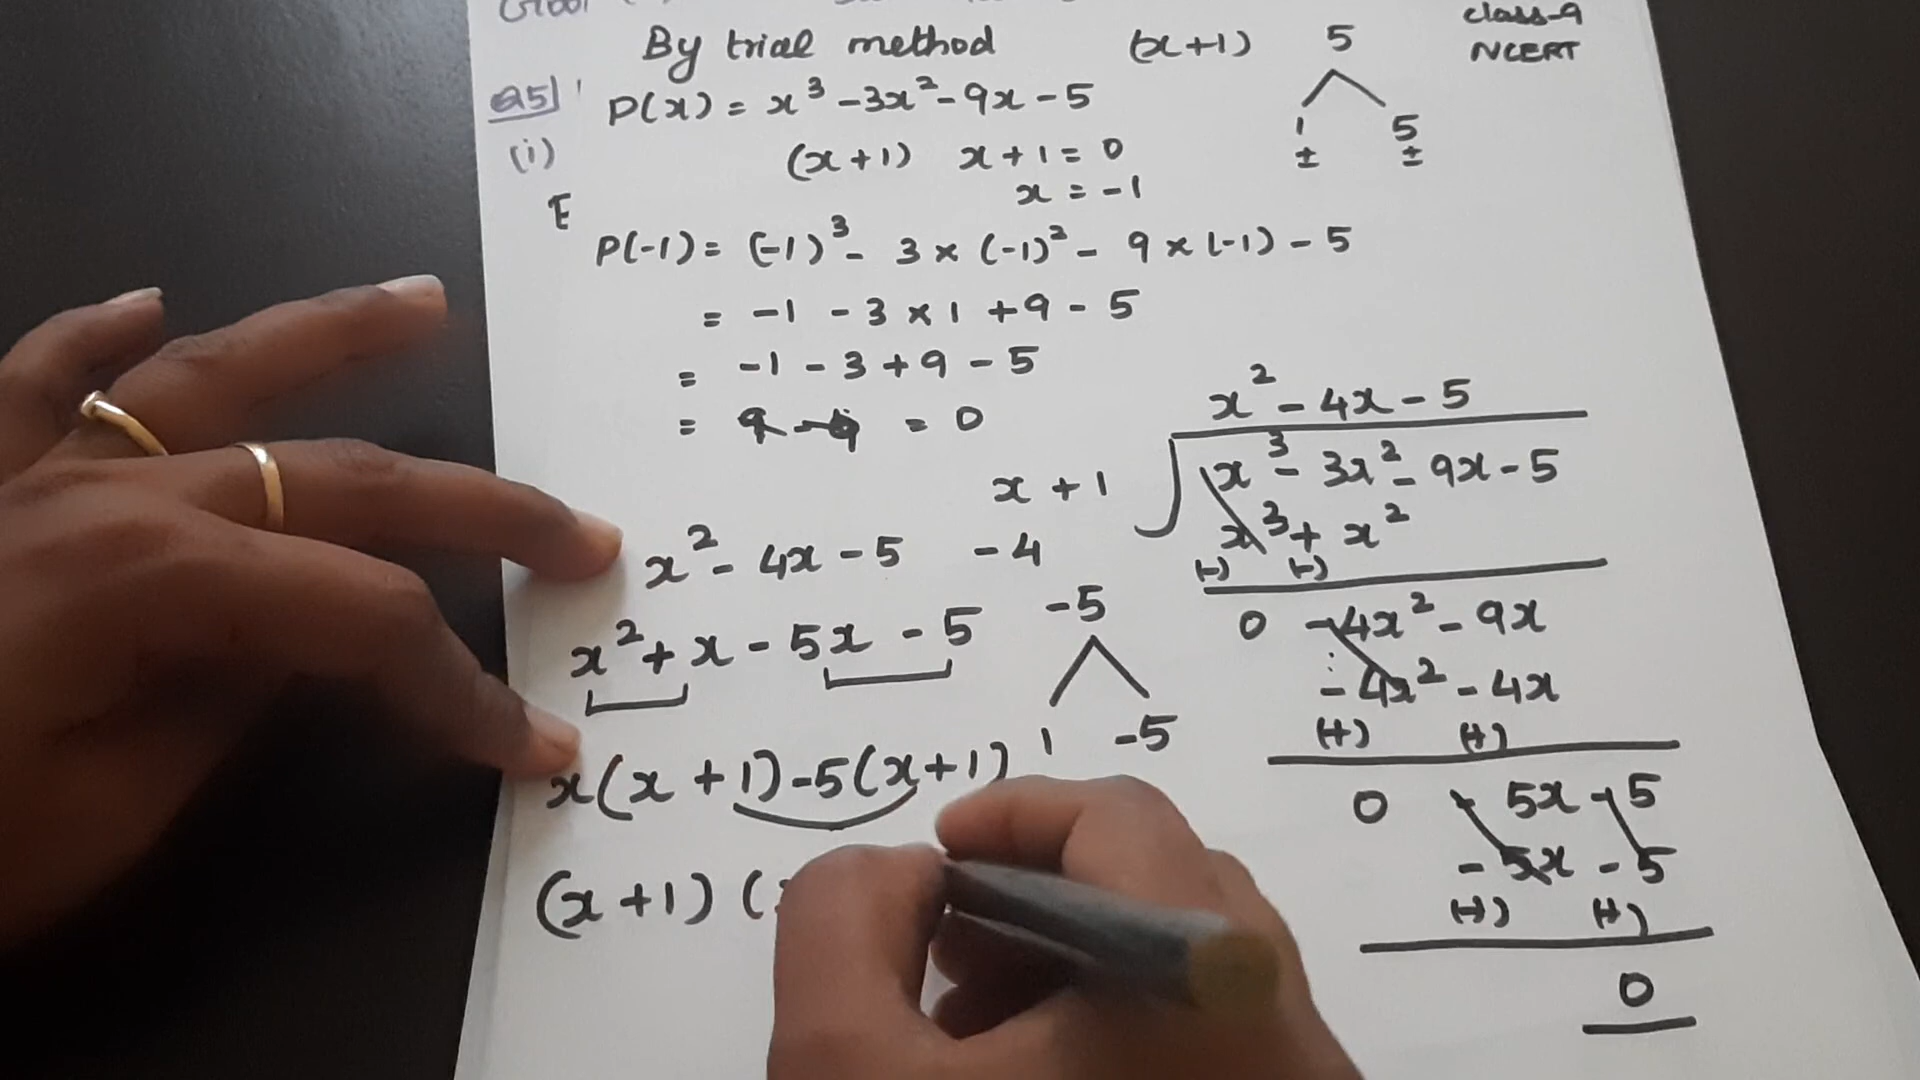 By trial method (x+1) 5 class-9
NCERT
Q5) P(x) = x³ - 3x² - 9x - 5
1 5
± ±
(i) (x+1) x+1 = 0
x = -1
E
P(-1) = (-1)³ - 3 × (-1)² - 9 × (-1) - 5
= -1 - 3 × 1 + 9 - 5
= -1 - 3 + 9 - 5
= 9 - 9 = 0
x² - 4x - 5
x + 1 x³ - 3x² - 9x - 5
x³ + x²
(-) (-)
0 - 4x² - 9x
- 4x² - 4x
(+) (+)
0 - 5x - 5
- 5x - 5
(+) (+)
0
x² - 4x - 5 -4
x² + x - 5x - 5 -5
1 -5
x(x + 1) - 5(x+1)
(x+1) (